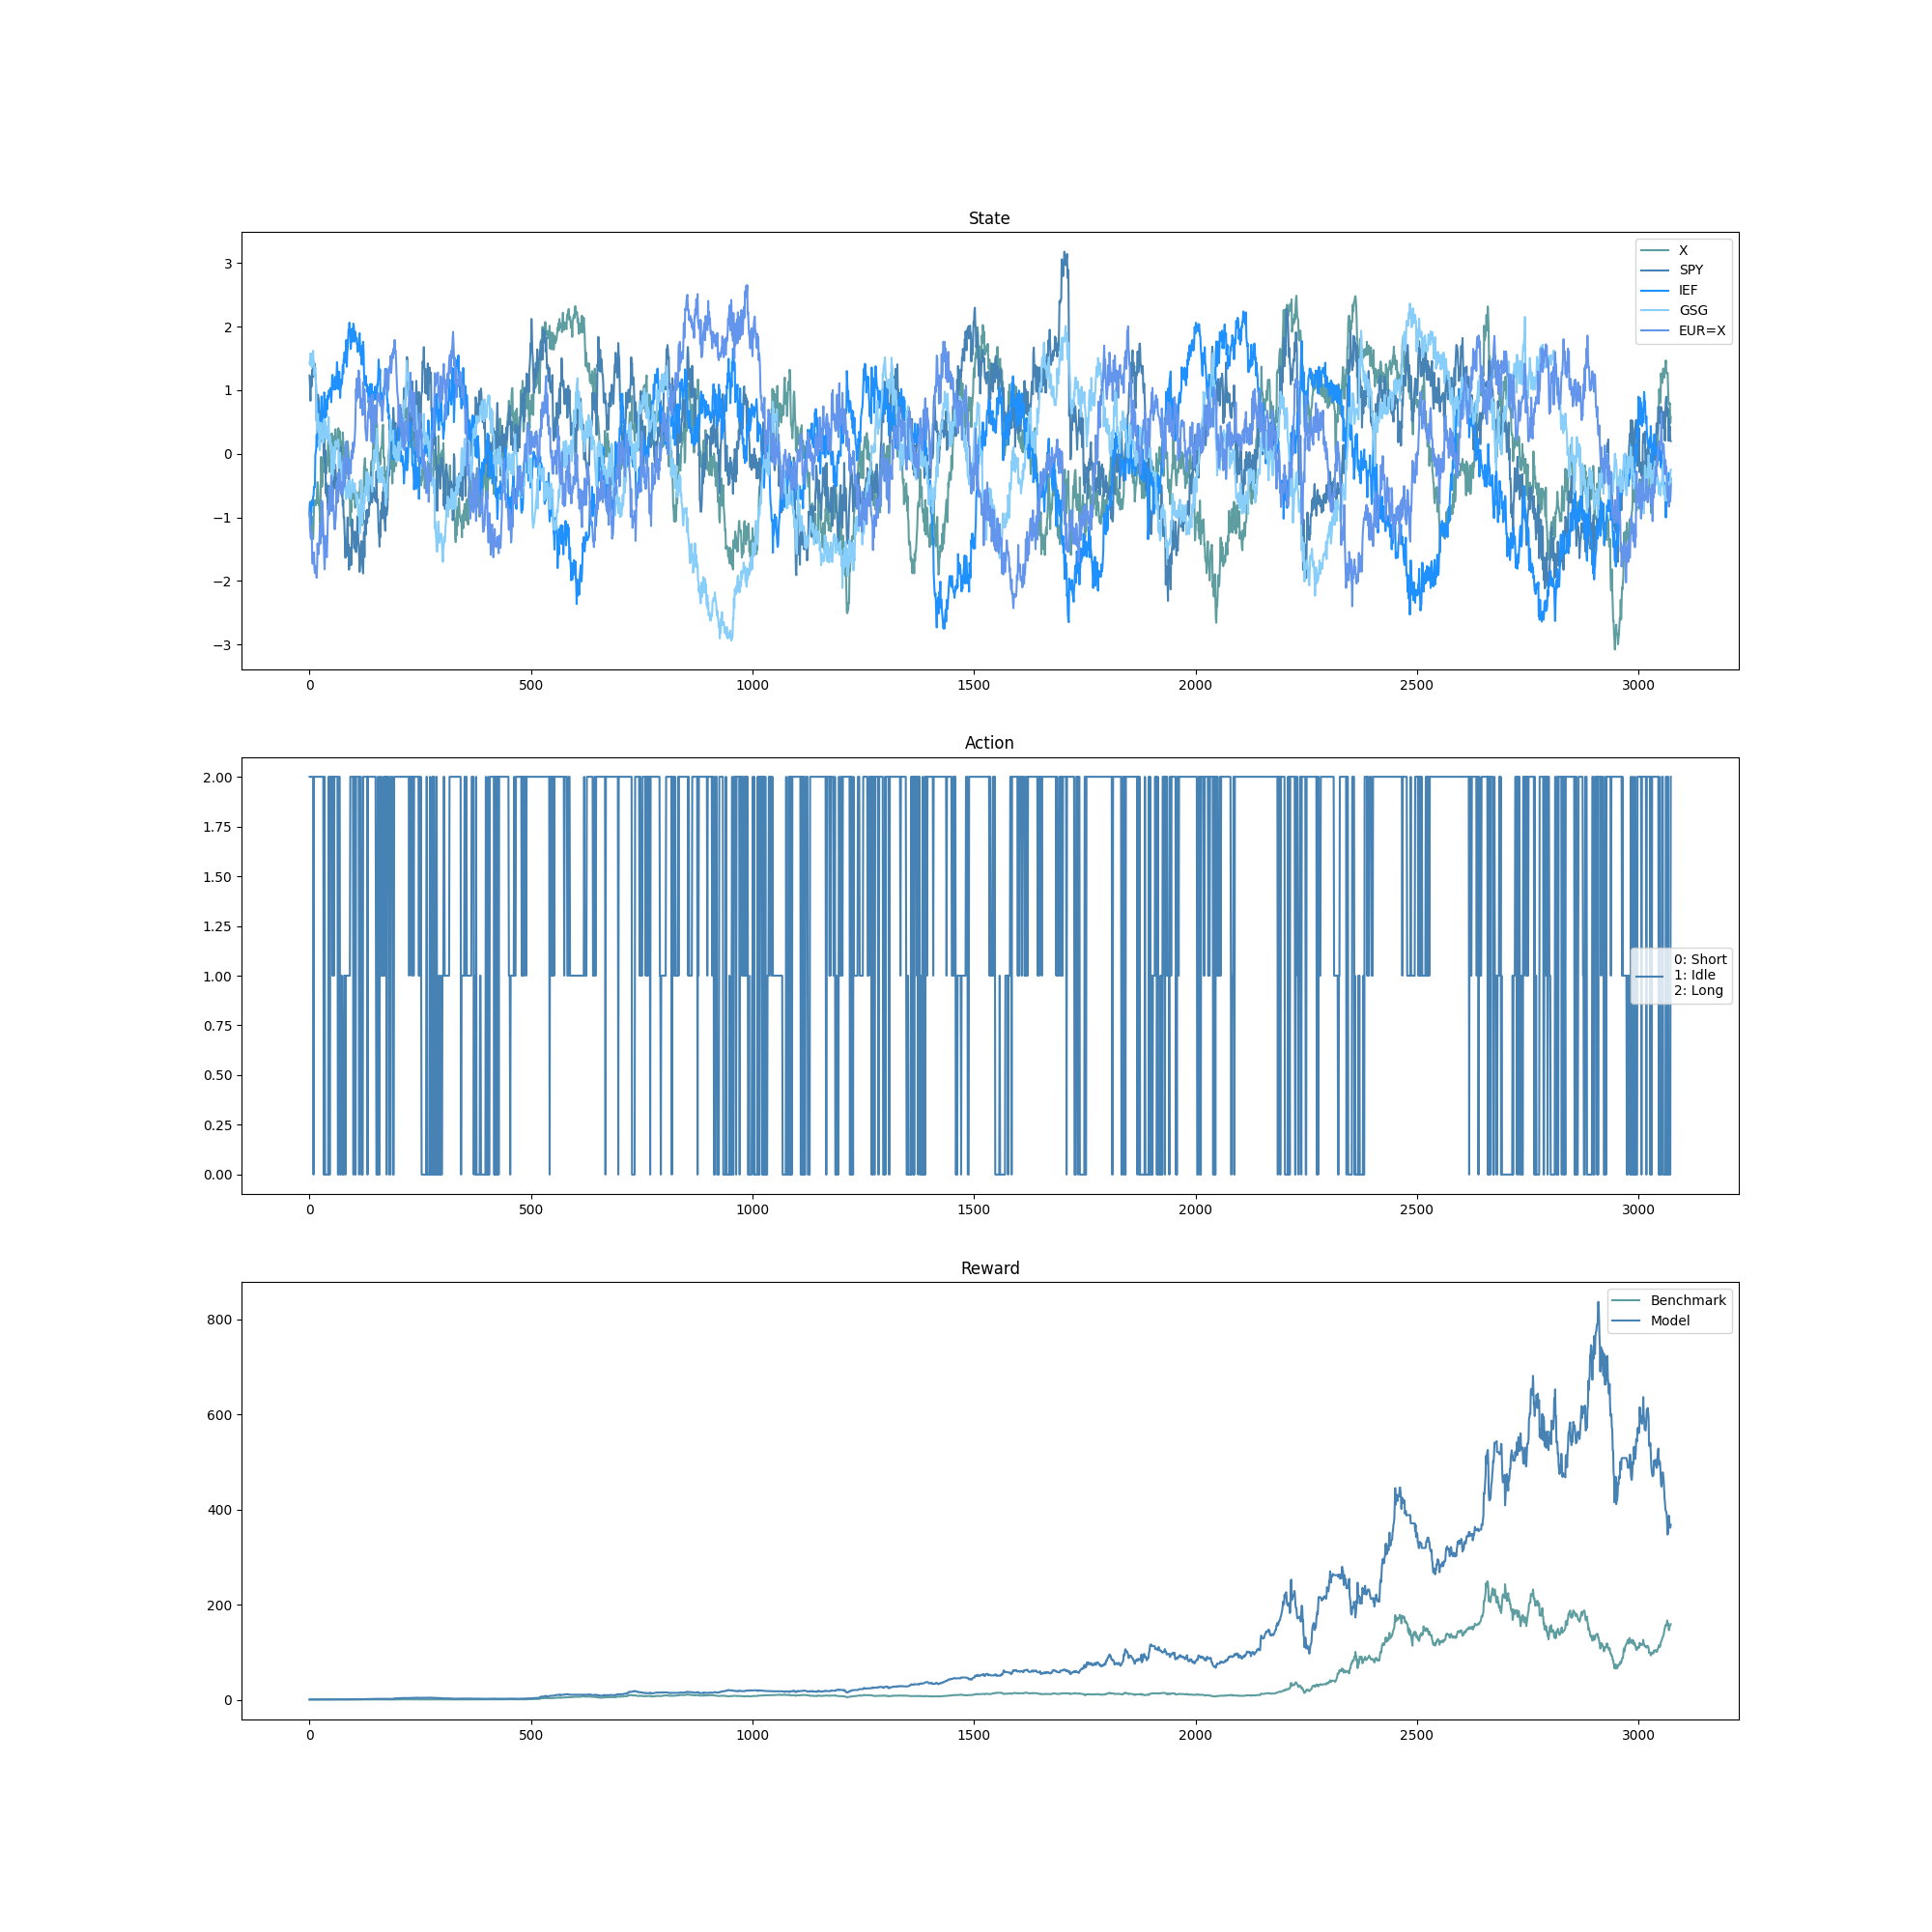 State
3
2
1
0
−1
−2
−3
X
SPY
IEF
GSG
EUR=X
0 500 1000 1500 2000 2500 3000
Action
2.00
1.75
1.50
1.25
1.00
0.75
0.50
0.25
0.00
0: Short
1: Idle
2: Long
0 500 1000 1500 2000 2500 3000
Reward
800
600
400
200
0
Benchmark
Model
0 500 1000 1500 2000 2500 3000